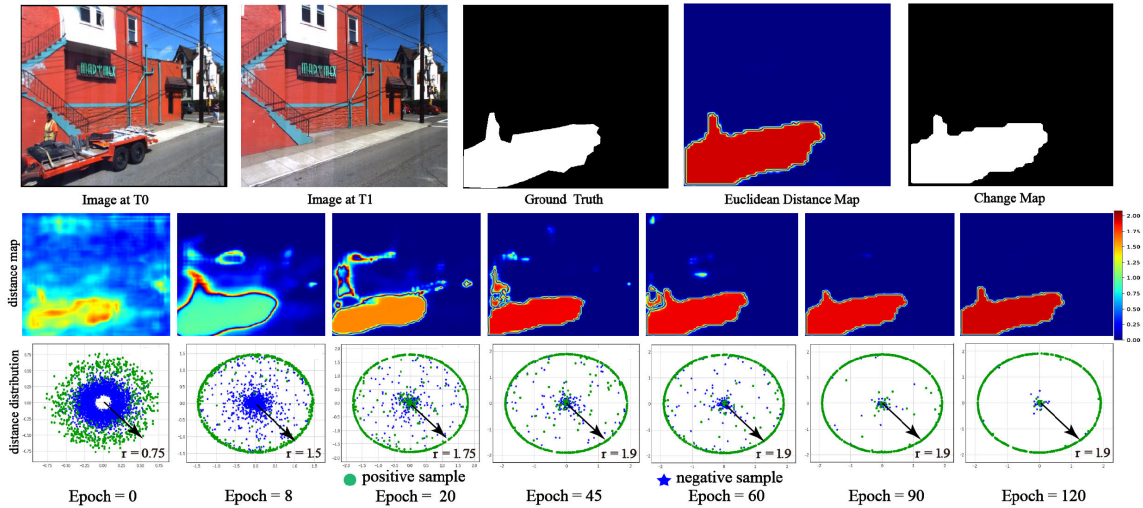 MAD MEX
Image at T0
Image at T1
Ground Truth
Euclidean Distance Map
Change Map
distance map
2.00
1.75
1.50
1.25
1.00
0.75
0.50
0.25
0.00
distance distribution
r = 0.75
r = 1.5
r = 1.75
r = 1.9
r = 1.9
r = 1.9
r = 1.9
positive sample
negative sample
Epoch = 0
Epoch = 8
Epoch = 20
Epoch = 45
Epoch = 60
Epoch = 90
Epoch = 120